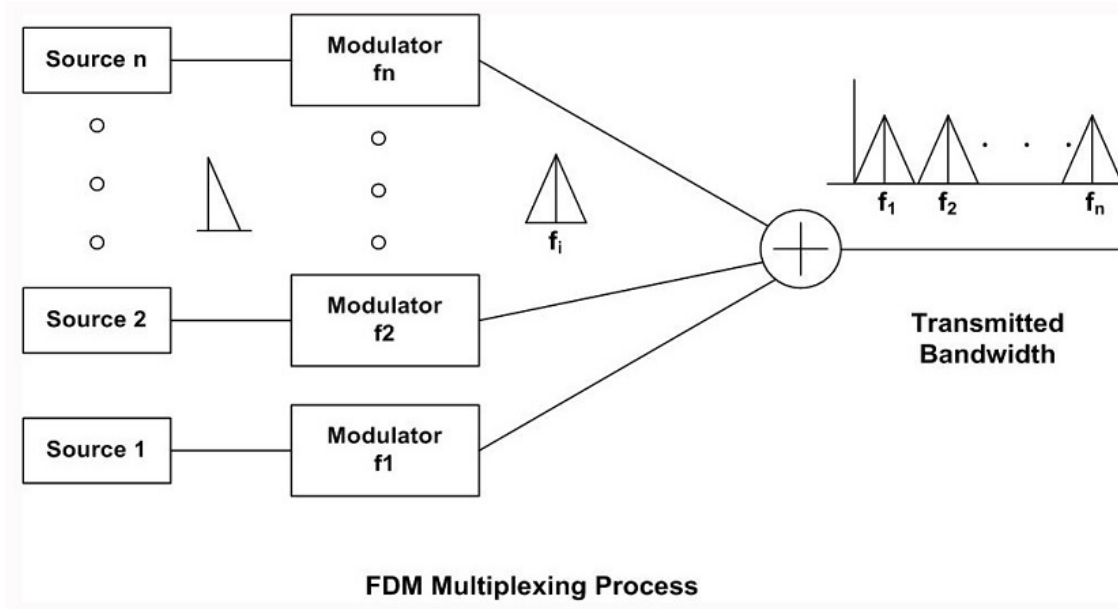 Source n
Modulator
fn
f1
f2
. . .
fn
fi
Source 2
Modulator
f2
Transmitted
Bandwidth
Source 1
Modulator
f1
FDM Multiplexing Process